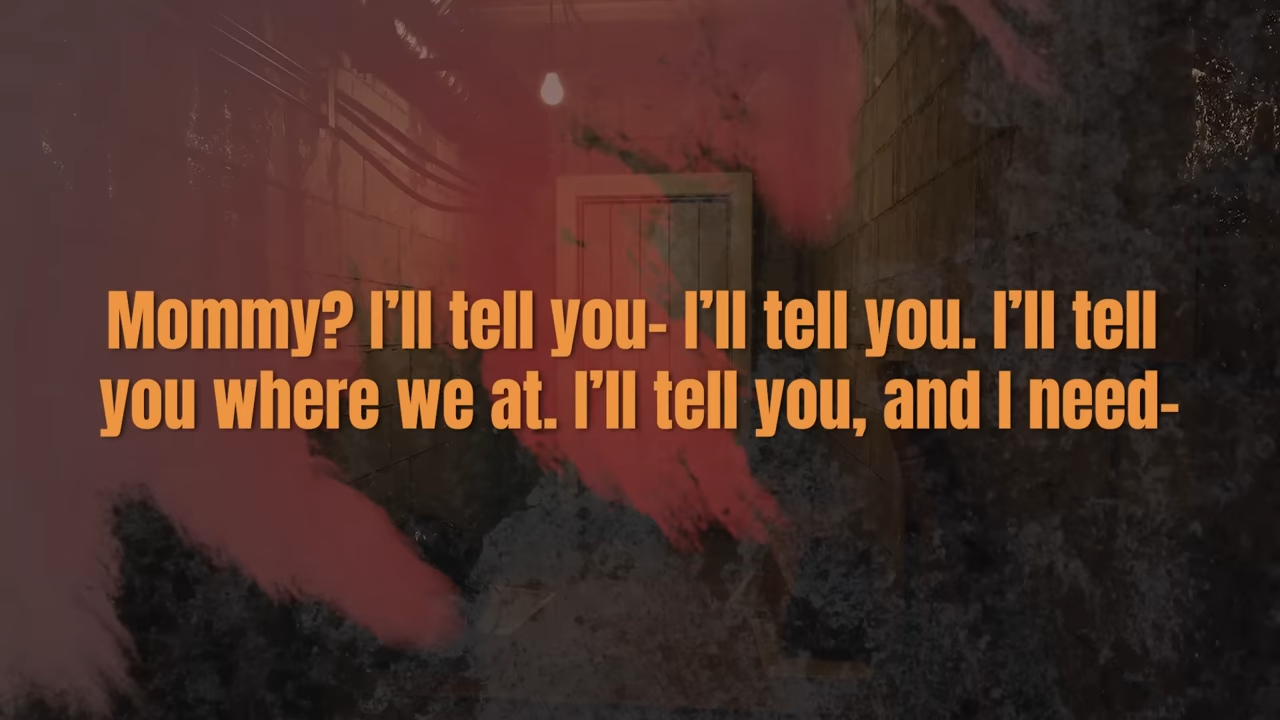 Mommy? I’ll tell you- I’ll tell you. I’ll tell
you where we at. I’ll tell you, and I need-